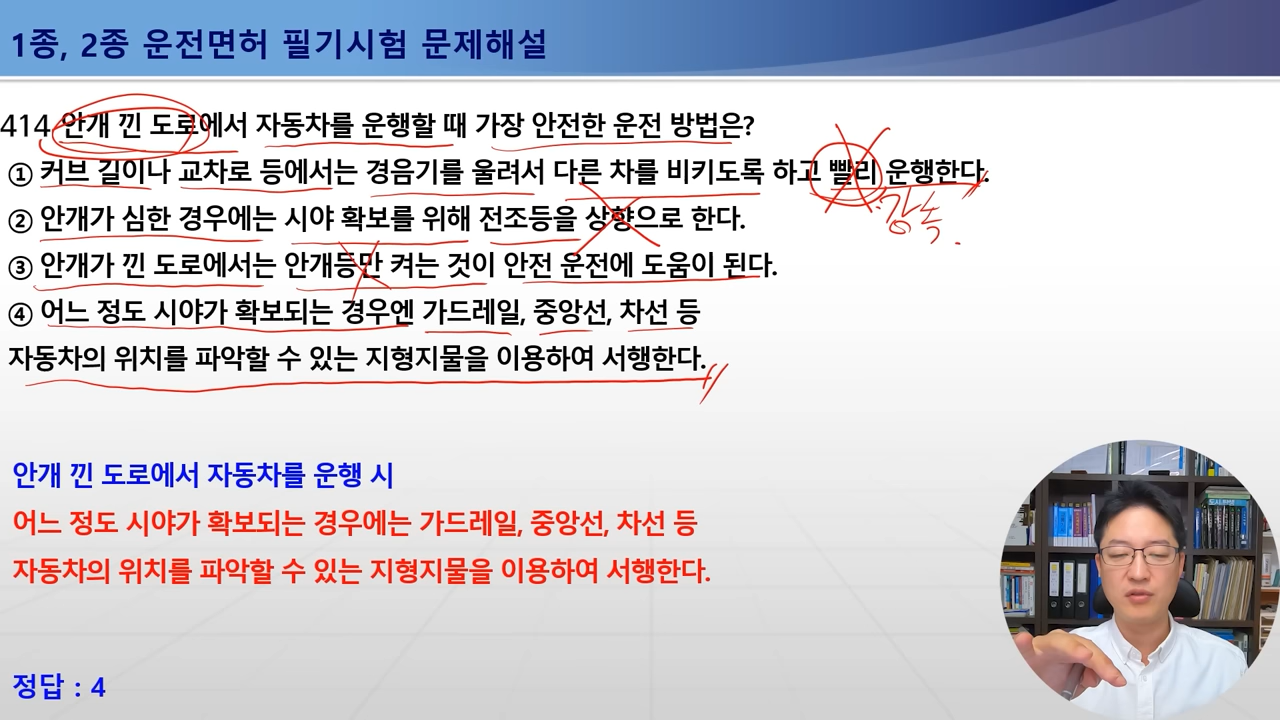 1종, 2종 운전면허 필기시험 문제해설
414 안개 낀 도로에서 자동차를 운행할 때 가장 안전한 운전 방법은?
① 커브 길이나 교차로 등에서는 경음기를 울려서 다른 차를 비키도록 하고 빨리 운행한다.
감속.
② 안개가 심한 경우에는 시야 확보를 위해 전조등을 상향으로 한다.
③ 안개가 낀 도로에서는 안개등만 켜는 것이 안전 운전에 도움이 된다.
④ 어느 정도 시야가 확보되는 경우엔 가드레일, 중앙선, 차선 등
자동차의 위치를 파악할 수 있는 지형지물을 이용하여 서행한다.
안개 낀 도로에서 자동차를 운행 시
어느 정도 시야가 확보되는 경우에는 가드레일, 중앙선, 차선 등
자동차의 위치를 파악할 수 있는 지형지물을 이용하여 서행한다.
정답 : 4